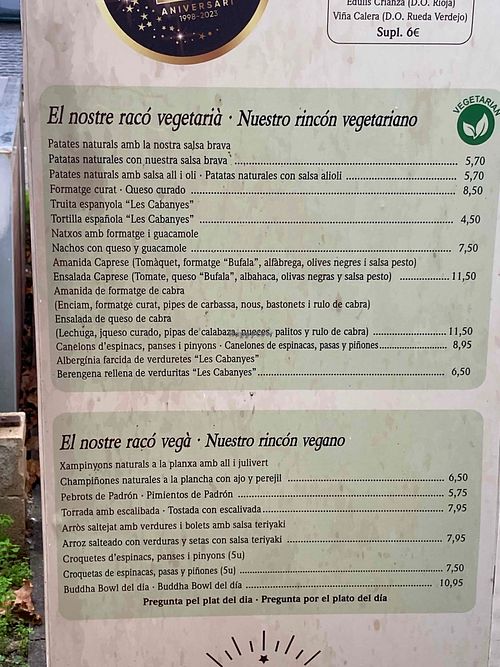 ANIVERSARI
1998-2023
Edulis Crianza (D.O. Rioja)
Viña Calera (D.O. Rueda Verdejo)
Supl. 6€
VEGETARIAN
El nostre racó vegetarià · Nuestro rincón vegetariano
Patates naturals amb la nostra salsa brava
Patatas naturales con nuestra salsa brava 5,70
Patates naturals amb salsa all i oli · Patatas naturales con salsa alioli 5,70
Formatge curat · Queso curado 8,50
Truita espanyola "Les Cabanyes"
Tortilla española "Les Cabanyes" 4,50
Natxos amb formatge i guacamole
Nachos con queso y guacamole 7,50
Amanida Caprese (Tomàquet, formatge "Bufala", alfàbrega, olives negres i salsa pesto)
Ensalada Caprese (Tomate, queso "Bufala", albahaca, olivas negras y salsa pesto) 11,50
Amanida de formatge de cabra
(Enciam, formatge curat, pipes de carbassa, nous, bastonets i rulo de cabra)
Ensalada de queso de cabra
(Lechuga, jqueso curado, pipas de calabaza, nueces, palitos y rulo de cabra) 11,50
Canelons d'espinacs, panses i pinyons · Canelones de espinacas, pasas y piñones 8,95
Albergínia farcida de verduretes "Les Cabanyes"
Berengena rellena de verduritas "Les Cabanyes" 6,50
El nostre racó vegà · Nuestro rincón vegano
Xampinyons naturals a la planxa amb all i julivert
Champiñones naturales a la plancha con ajo y perejil 6,50
Pebrots de Padrón · Pimientos de Padrón 5,75
Torrada amb escalibada · Tostada con escalivada 7,95
Arròs saltejat amb verdures i bolets amb salsa teriyaki
Arroz salteado con verduras y setas con salsa teriyaki 7,95
Croquetes d'espinacs, panses i pinyons (5u)
Croquetas de espinacas, pasas y piñones (5u) 7,50
Buddha Bowl del dia · Buddha Bowl del día 10,95
Pregunta pel plat del dia · Pregunta por el plato del día